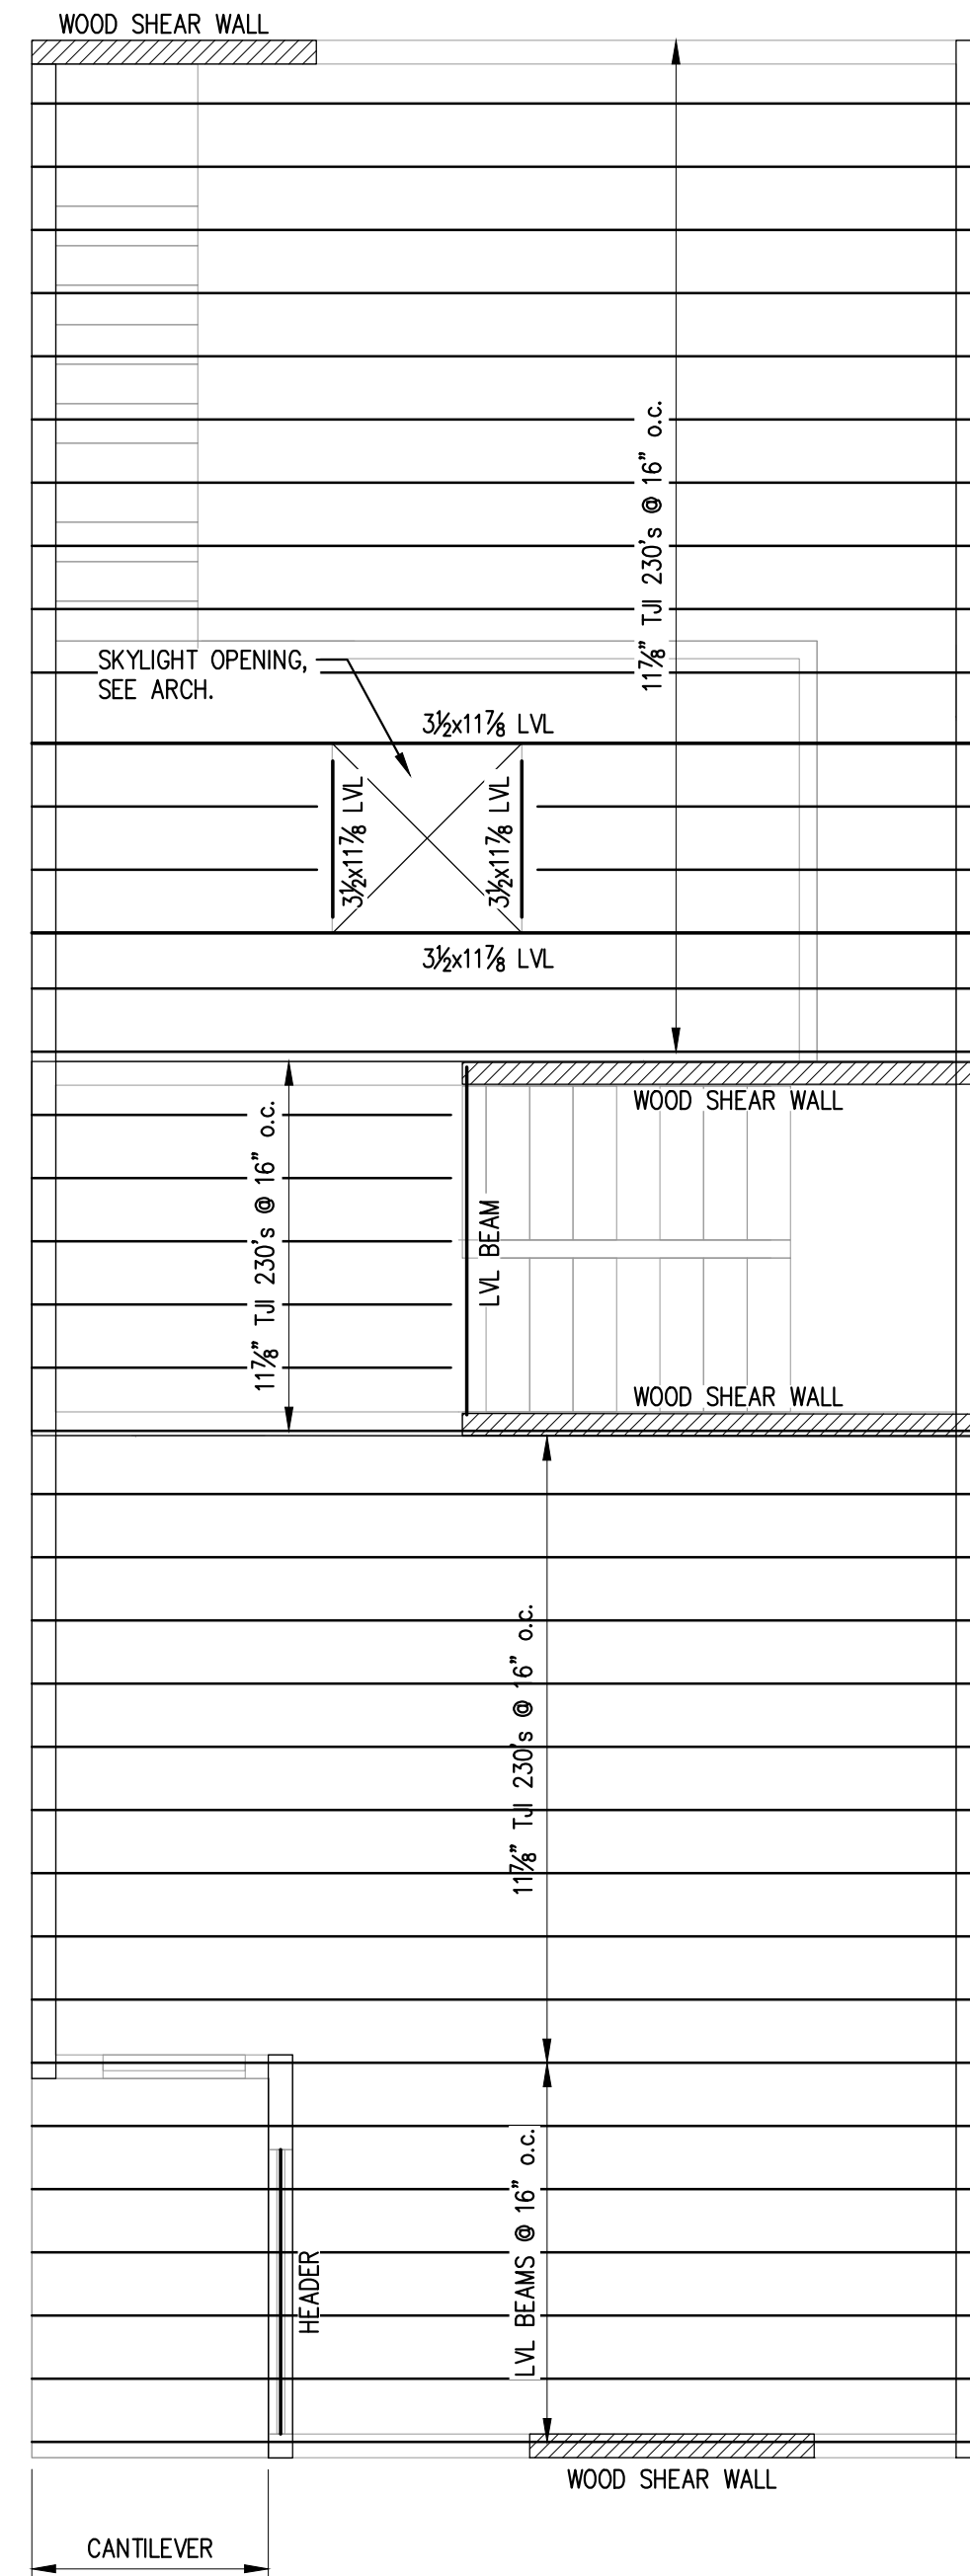 WOOD SHEAR WALL
11⅞" TJI 230's @ 16" o.c.
SKYLIGHT OPENING,
SEE ARCH.
3½x11⅞ LVL
3½x11⅞ LVL
3½x11⅞ LVL
3½x11⅞ LVL
WOOD SHEAR WALL
11⅞" TJI 230's @ 16" o.c.
LVL BEAM
WOOD SHEAR WALL
11⅞" TJI 230's @ 16" o.c.
LVL BEAMS @ 16" o.c.
HEADER
WOOD SHEAR WALL
CANTILEVER